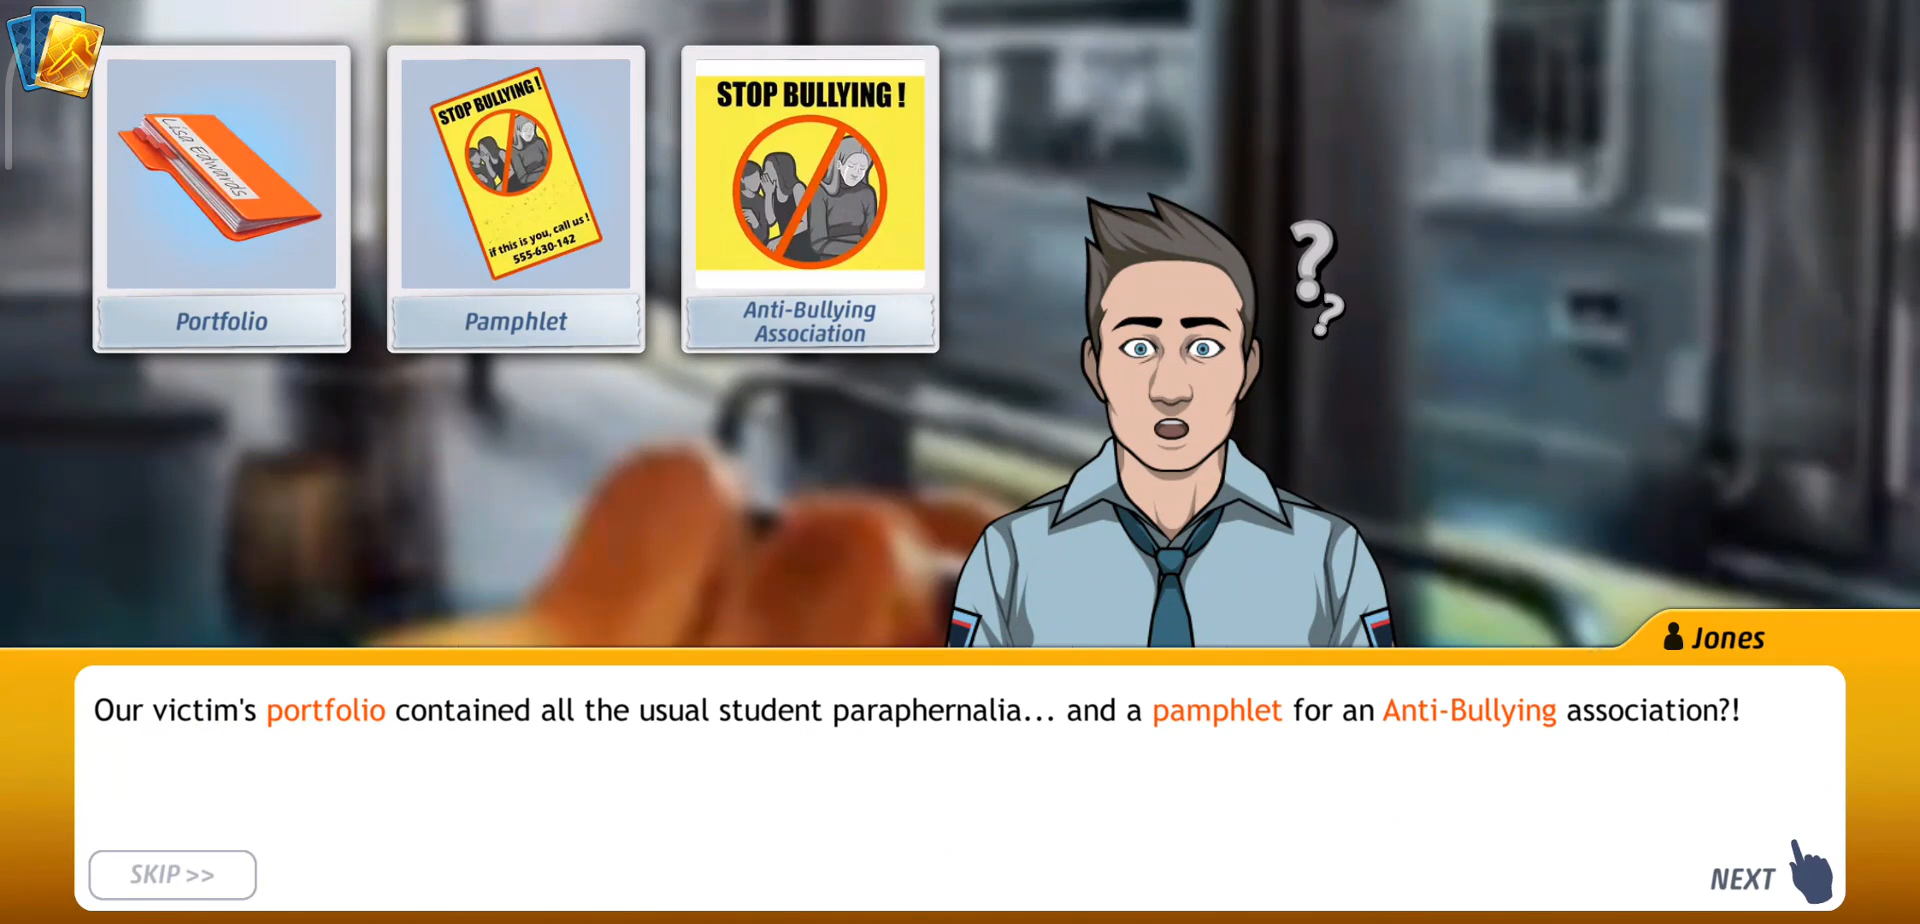 Lisa Edwards
Portfolio
STOP BULLYING !
if this is you, call us !
555-630-142
Pamphlet
STOP BULLYING !
Anti-Bullying
Association
? ?
Jones
Our victim's portfolio contained all the usual student paraphernalia... and a pamphlet for an Anti-Bullying association?!
SKIP >>
NEXT